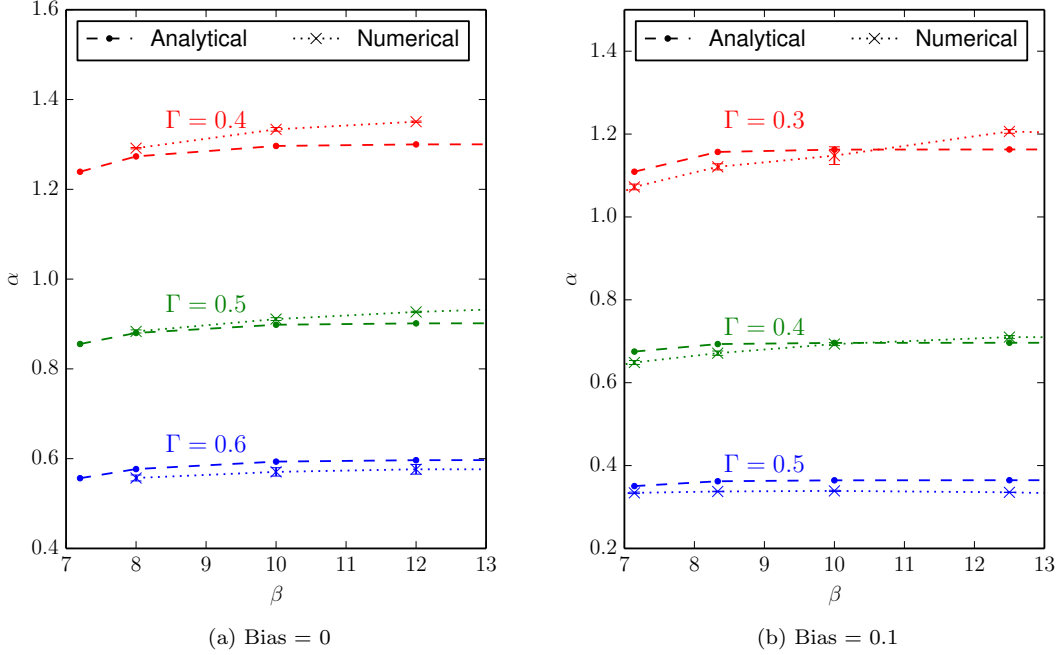 1.6
Analytical Numerical
1.4
Γ = 0.4
1.2
α
1.0
Γ = 0.5
0.8
Γ = 0.6
0.6
0.4
7 8 9 10 11 12 13
β
(a) Bias = 0
1.4
Analytical Numerical
1.2
Γ = 0.3
1.0
α
0.8
Γ = 0.4
0.6
0.4
Γ = 0.5
0.2
7 8 9 10 11 12 13
β
(b) Bias = 0.1